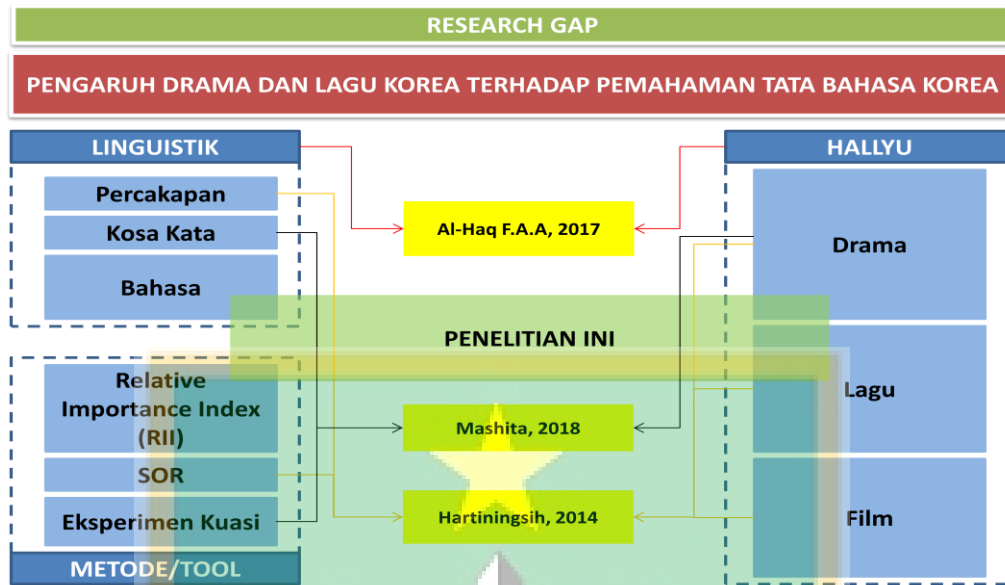 RESEARCH GAP
PENGARUH DRAMA DAN LAGU KOREA TERHADAP PEMAHAMAN TATA BAHASA KOREA
LINGUISTIK
Percakapan
Kosa Kata
Bahasa
Relative
Importance Index
(RII)
SOR
Eksperimen Kuasi
METODE/TOOL
Al-Haq F.A.A, 2017
PENELITIAN INI
Mashita, 2018
Hartiningsih, 2014
HALLYU
Drama
Lagu
Film